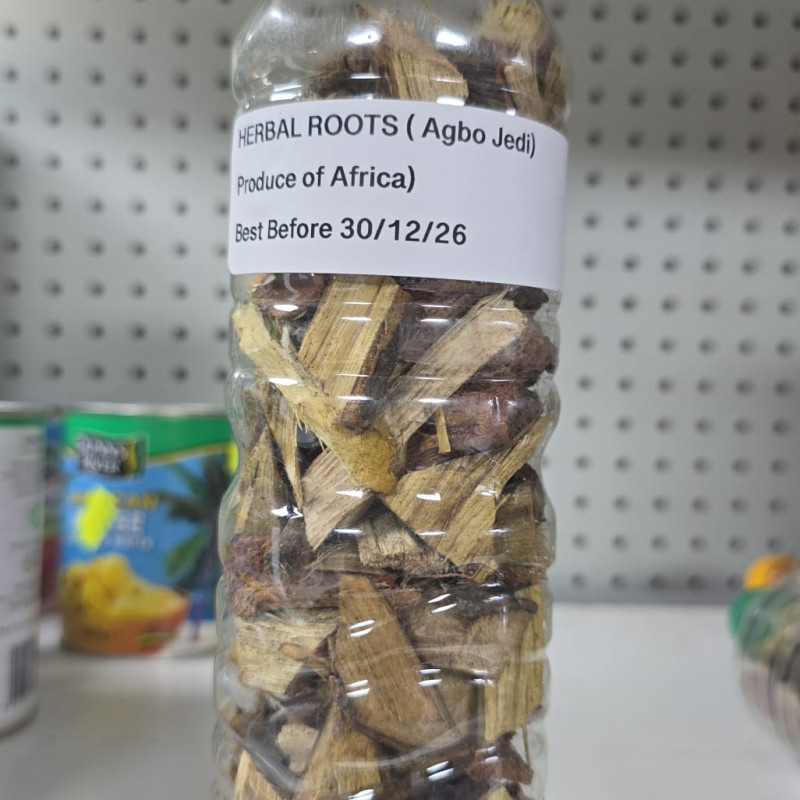 HERBAL ROOTS ( Agbo Jedi)
Produce of Africa)
Best Before 30/12/26